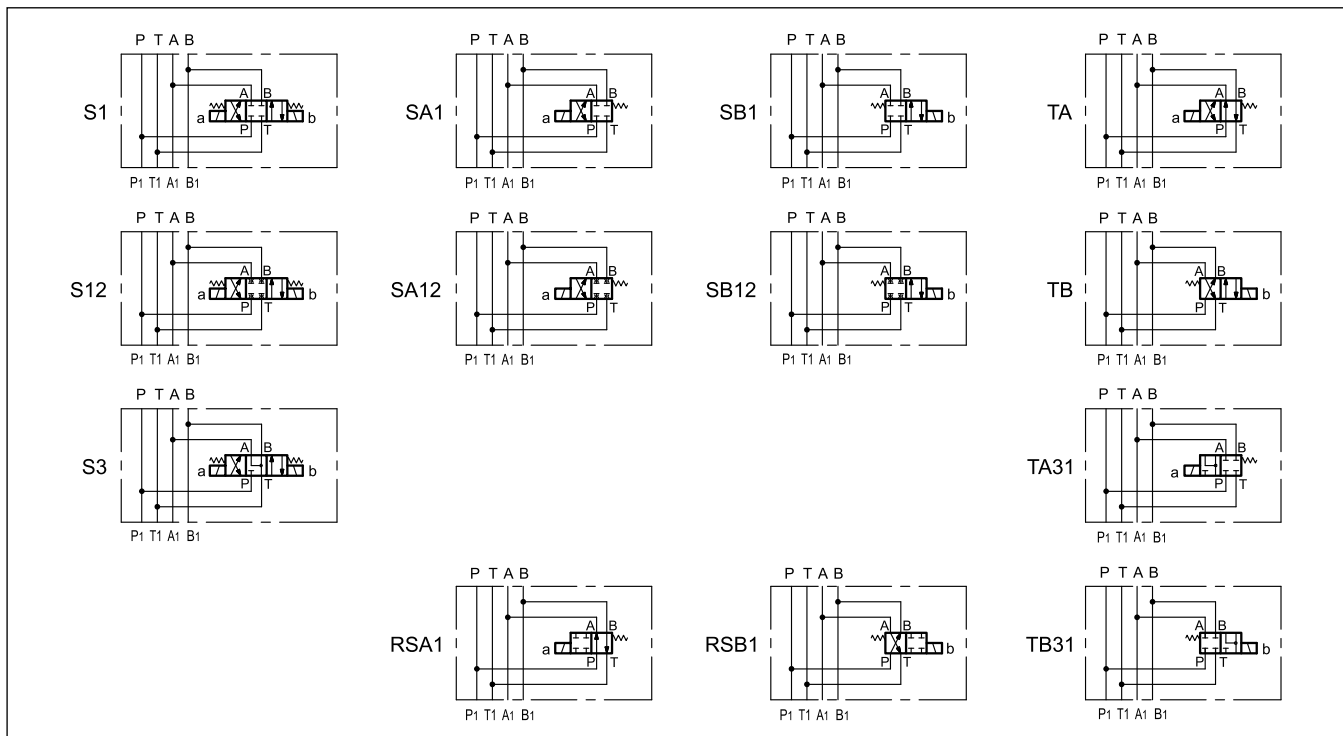 P T A B
P T A B
P T A B
P T A B
S1
A B
a
b
P T
SA1
A B
a
P T
SB1
A B
b
P T
TA
A B
a
P T
P1 T1 A1 B1
P1 T1 A1 B1
P1 T1 A1 B1
P1 T1 A1 B1
P T A B
P T A B
P T A B
P T A B
S12
A B
a
b
P T
SA12
A B
a
P T
SB12
A B
b
P T
TB
A B
b
P T
P1 T1 A1 B1
P1 T1 A1 B1
P1 T1 A1 B1
P1 T1 A1 B1
P T A B
P T A B
S3
A B
a
b
P T
TA31
A B
a
P T
P1 T1 A1 B1
P1 T1 A1 B1
P T A B
P T A B
P T A B
RSA1
A B
a
P T
RSB1
A B
b
P T
TB31
A B
b
P T
P1 T1 A1 B1
P1 T1 A1 B1
P1 T1 A1 B1